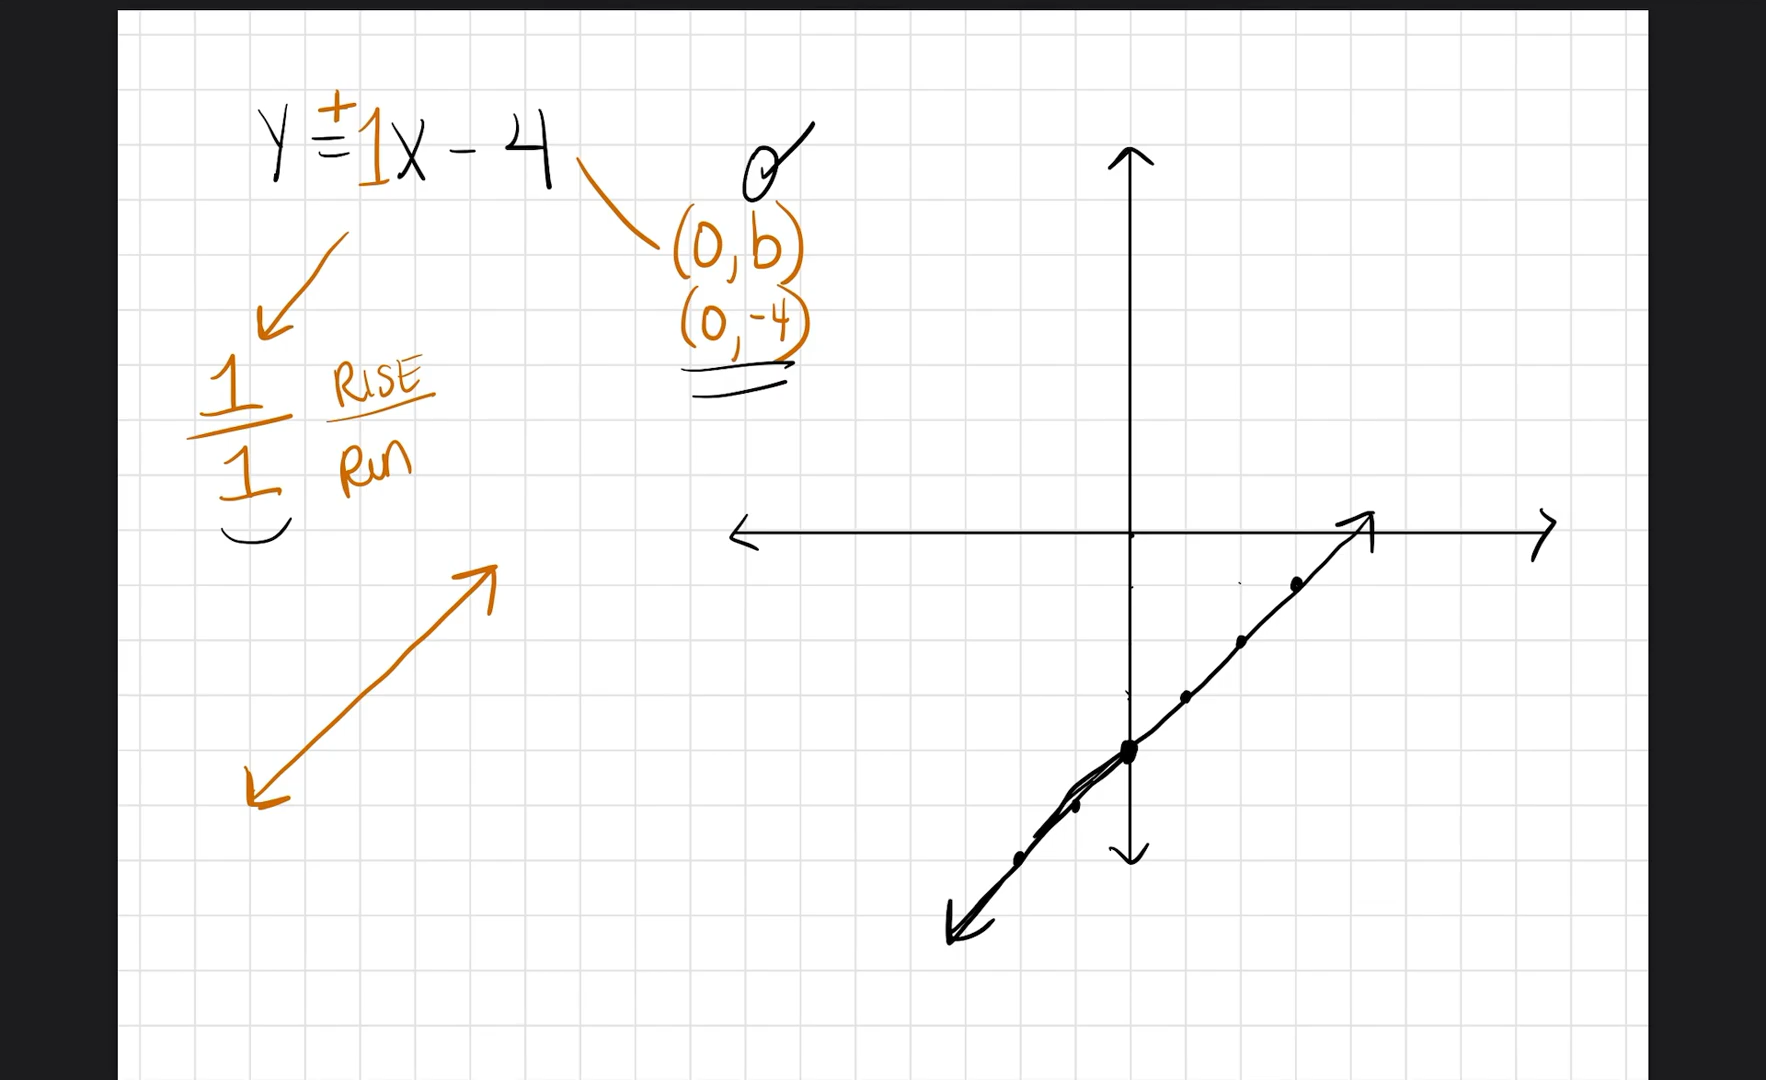 +
y = 1x - 4
(0, b)
(0, -4)
1 RISE
1 Run